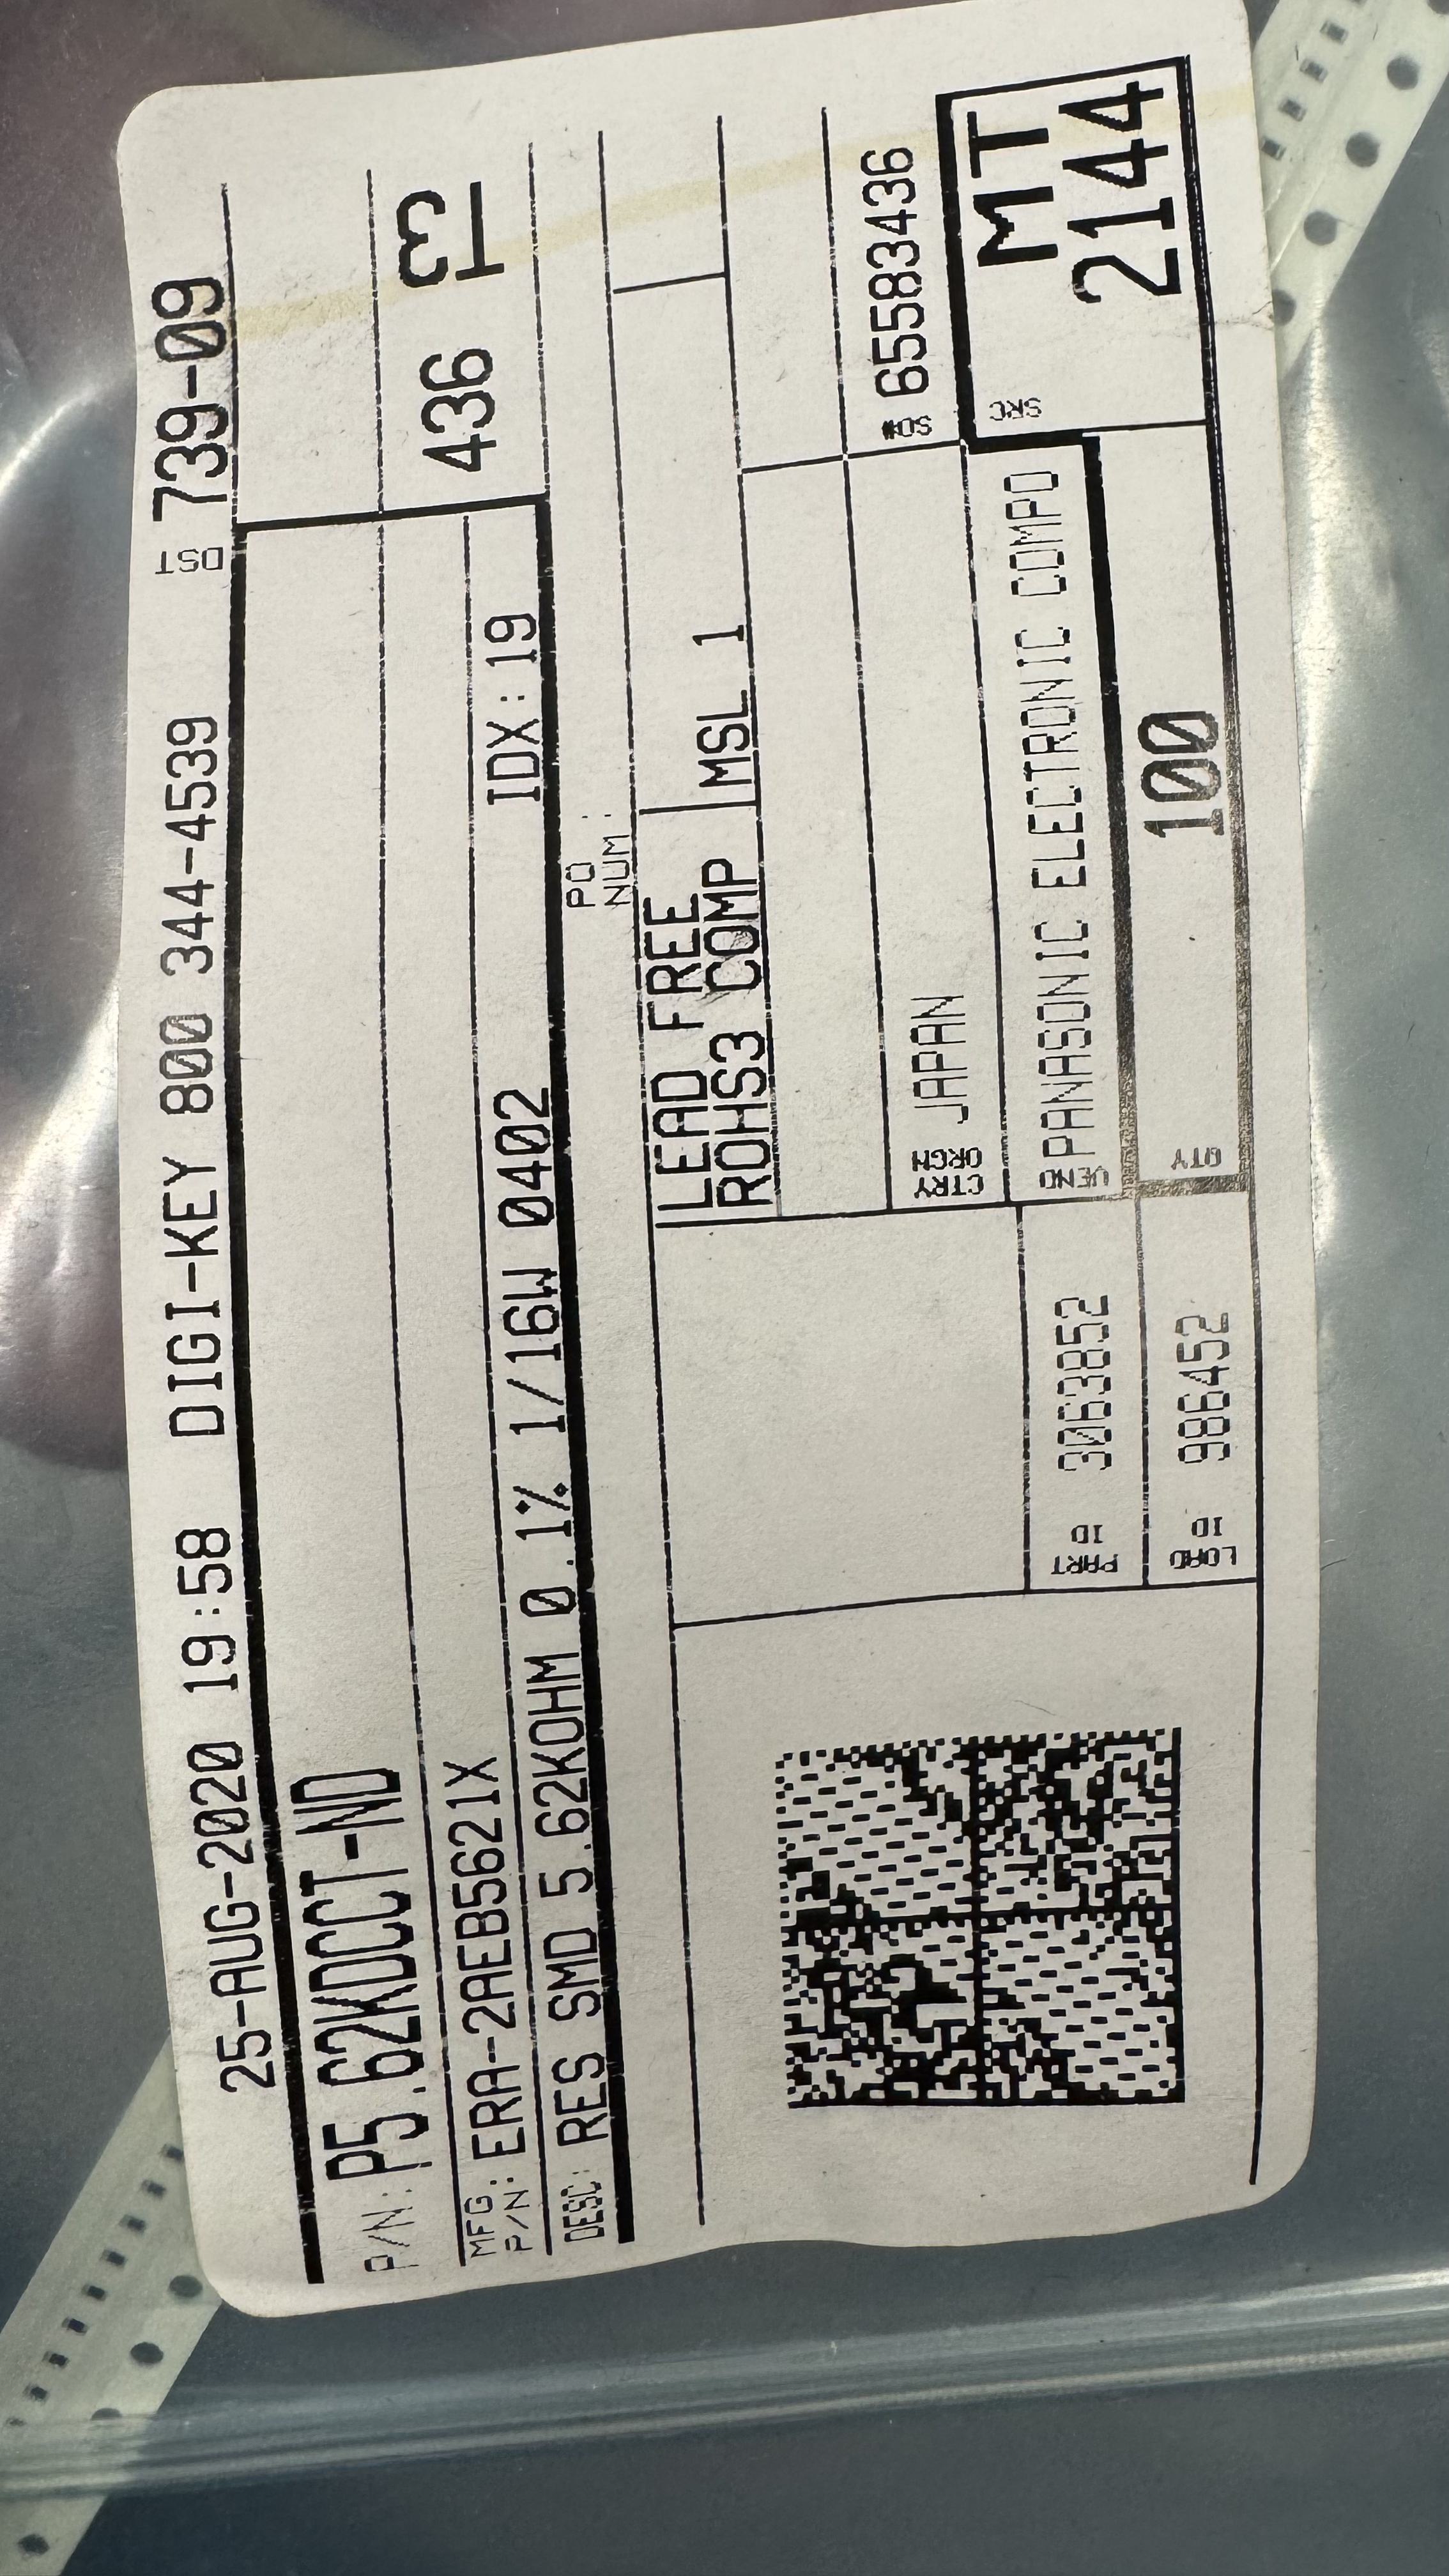 25-AUG-2020 19:58 DIGI-KEY 800 344-4539 DST 739-09
P/N: P5.62KDCCT-ND
MFG P/N: ERA-2AEB5621X
436 13
DESC: RES SMD 5.62KOHM 0.1% 1/16W 0402 IDX:19
PO NUM:
LEAD FREE
ROHS3 COMP MSL 1
CTRY ORGN JAPAN
SO# 65583436
PART ID 3063852
VEND PANASONIC ELECTRONIC COMPO
SRC MT
2144
LOAD ID 986452
QTY 100